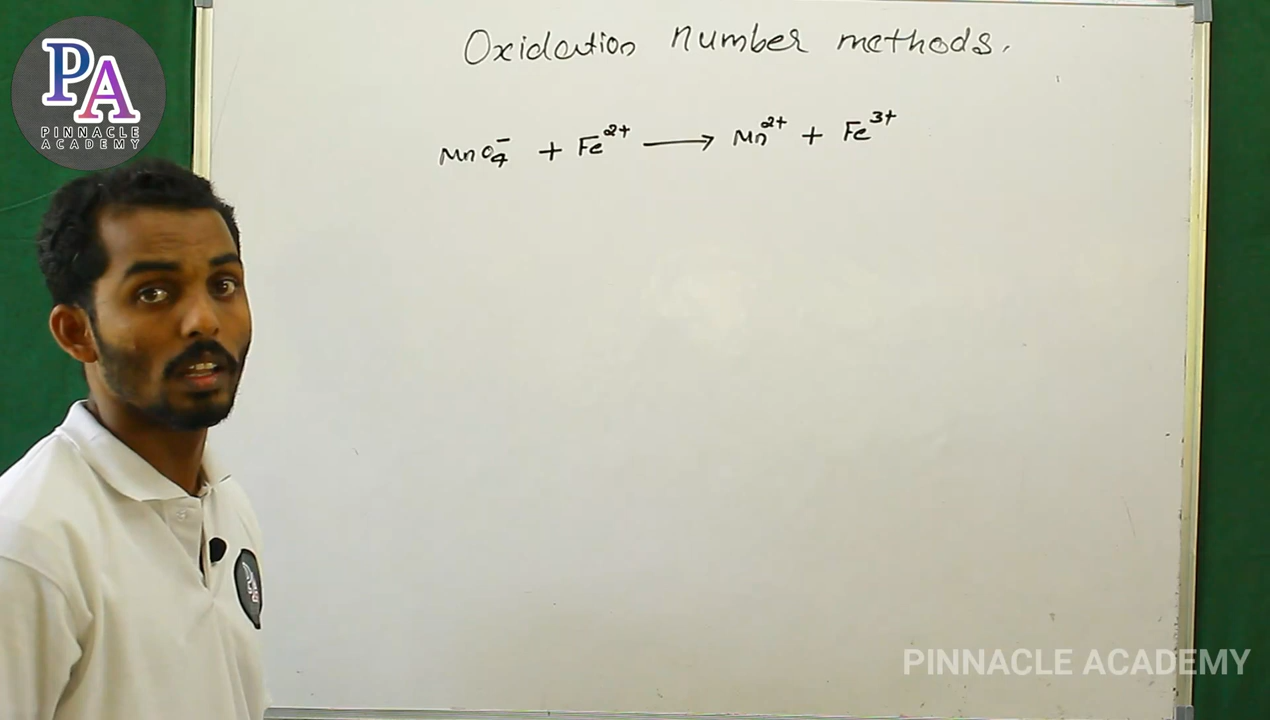 PA
PINNACLE
ACADEMY
Oxidation number methods.
MnO₄⁻ + Fe²⁺ ⟶ Mn²⁺ + Fe³⁺
PINNACLE ACADEMY